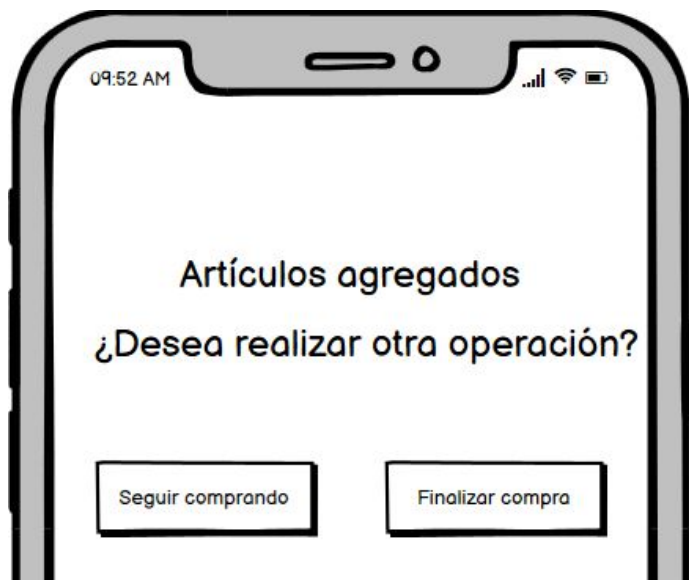 09:52 AM
Artículos agregados
¿Desea realizar otra operación?
Seguir comprando
Finalizar compra